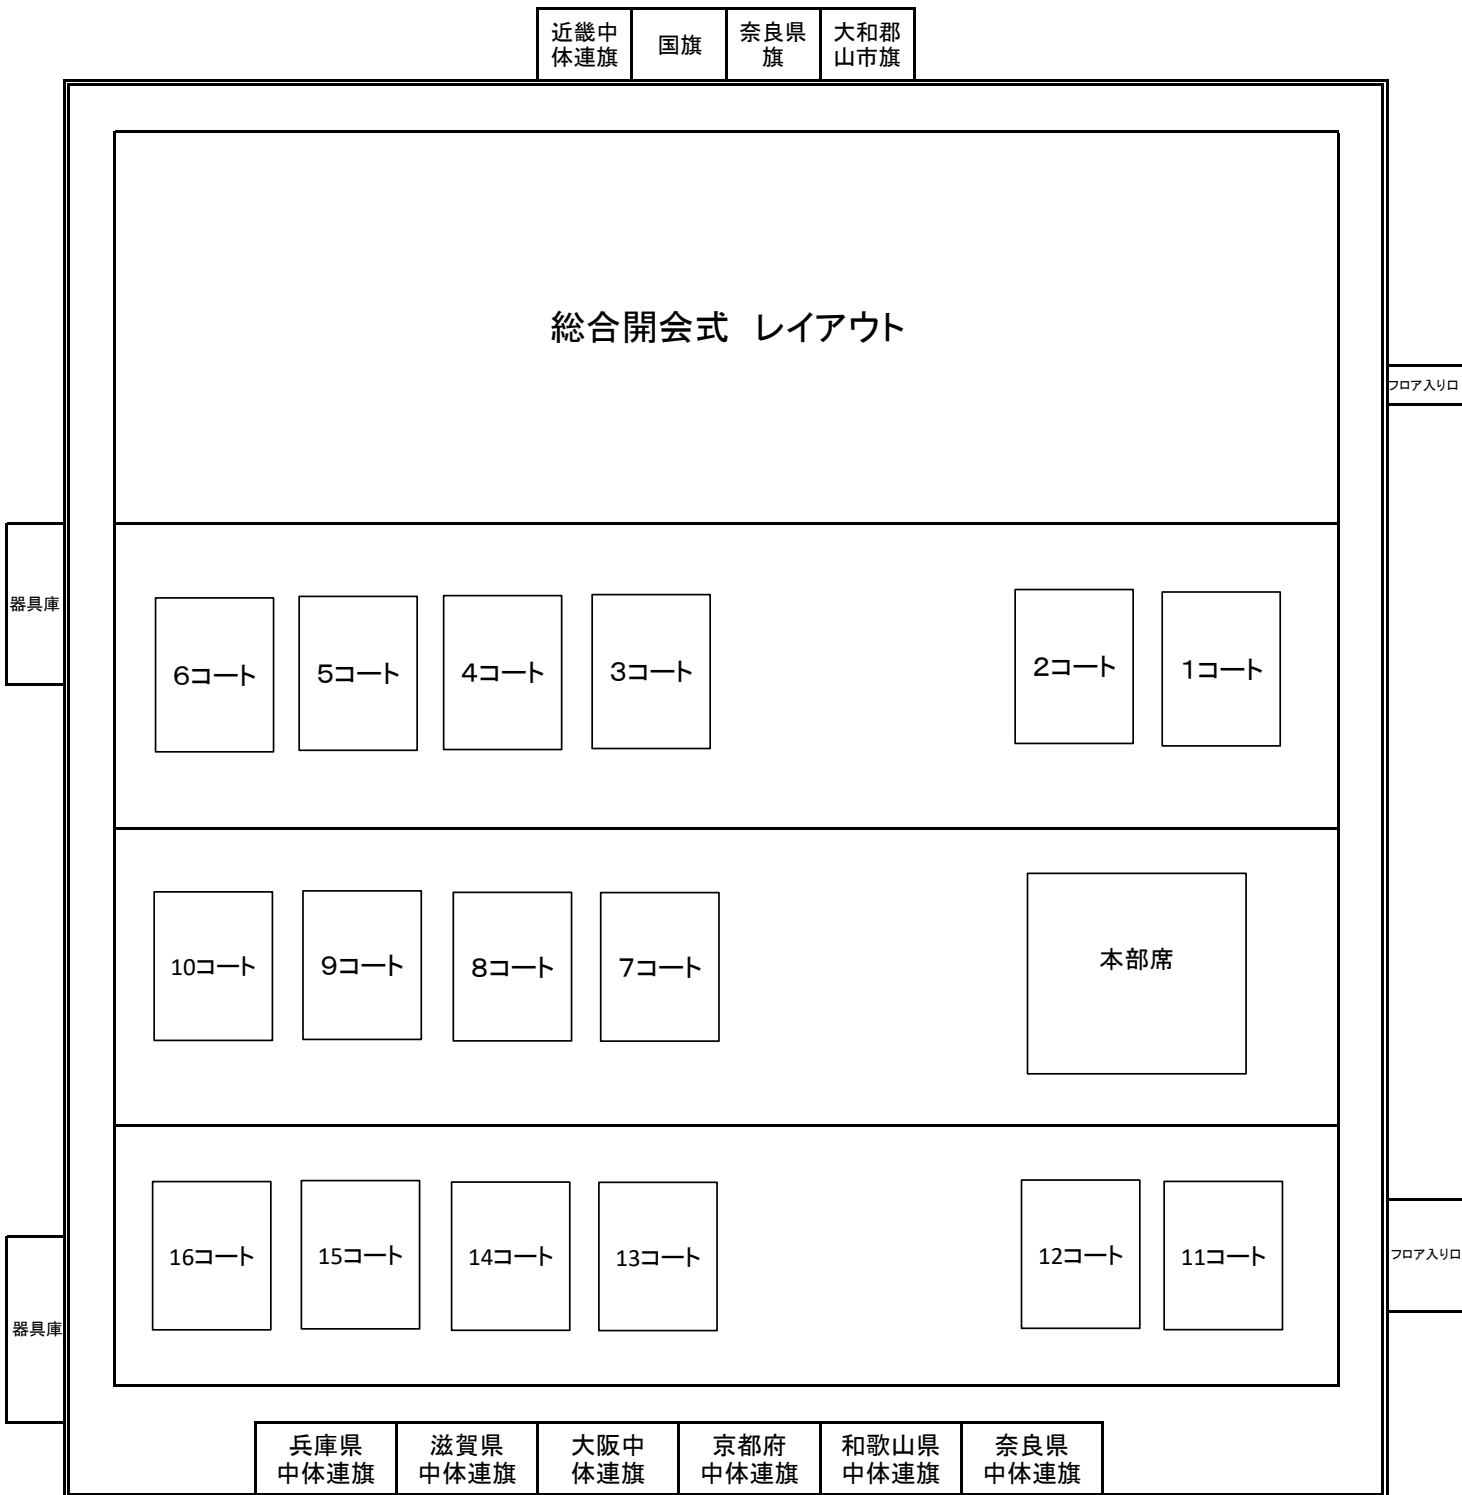 近畿中
体連旗
国旗
奈良県
旗
大和郡
山市旗
総合開会式　レイアウト
フロア入り口
器具庫
6コート
5コート
4コート
3コート
2コート
1コート
10コート
9コート
8コート
7コート
本部席
16コート
15コート
14コート
13コート
12コート
11コート
フロア入り口
器具庫
兵庫県
中体連旗
滋賀県
中体連旗
大阪中
体連旗
京都府
中体連旗
和歌山県
中体連旗
奈良県
中体連旗